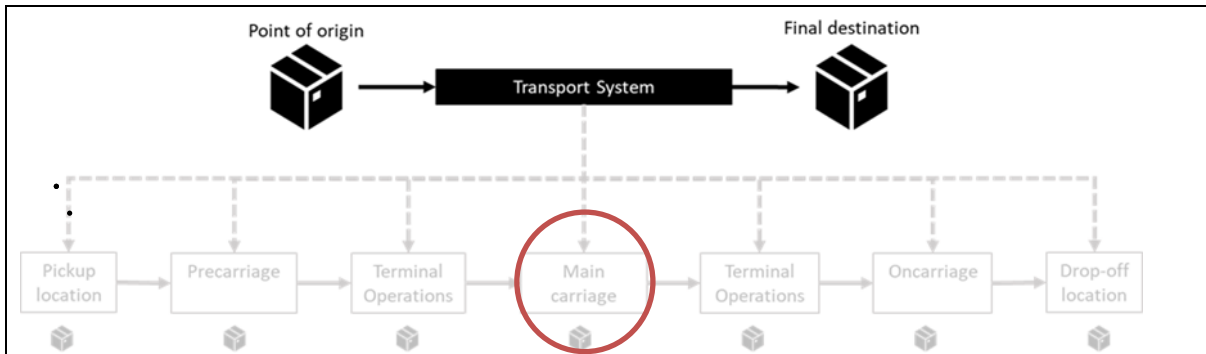 Point of origin
Final destination
Transport System
Pickup
location
Precarriage
Terminal
Operations
Main
carriage
Terminal
Operations
Oncarriage
Drop-off
location